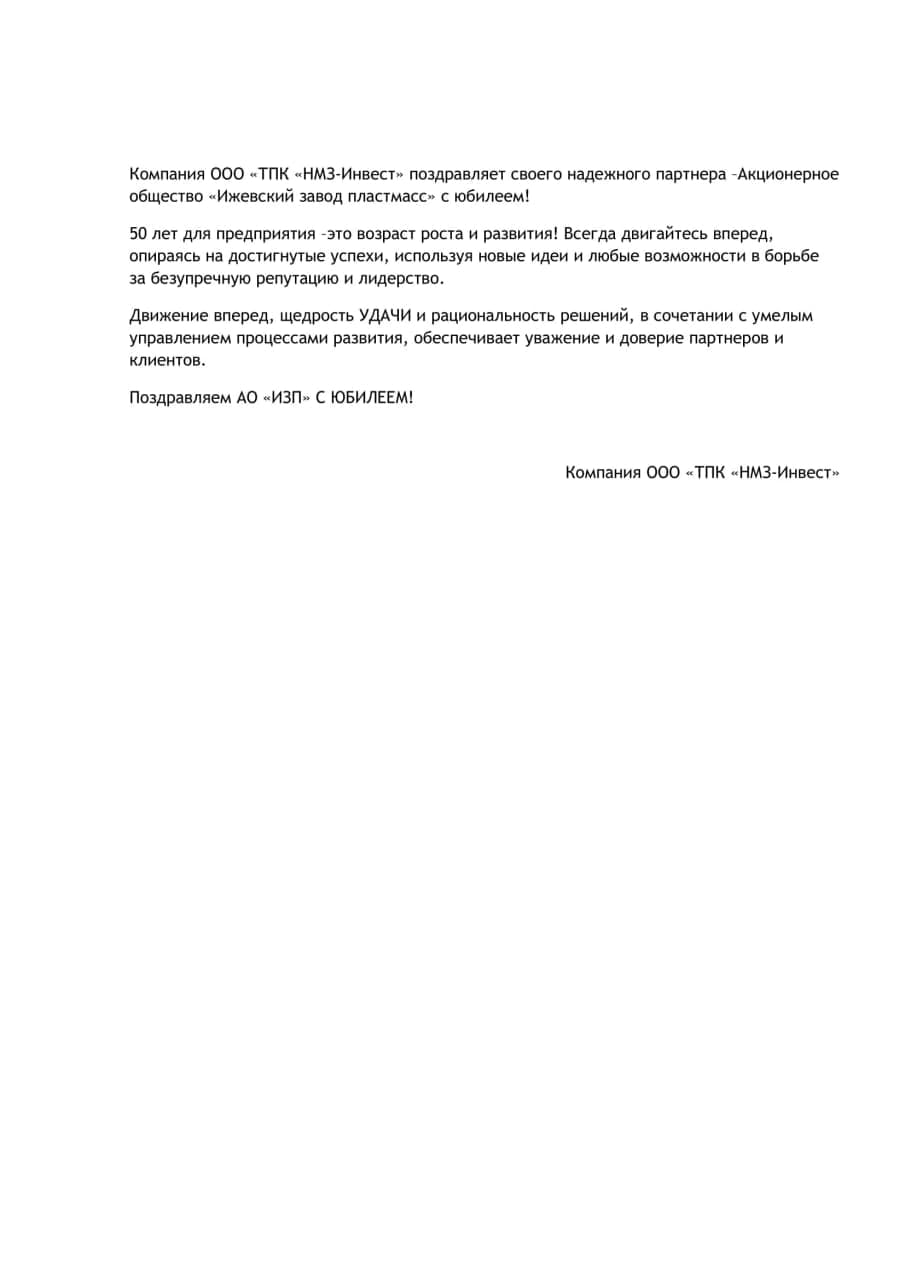 Компания ООО «ТПК «НМЗ-Инвест» поздравляет своего надежного партнера –Акционерное
общество «Ижевский завод пластмасс» с юбилеем!
50 лет для предприятия –это возраст роста и развития! Всегда двигайтесь вперед,
опираясь на достигнутые успехи, используя новые идеи и любые возможности в борьбе
за безупречную репутацию и лидерство.
Движение вперед, щедрость УДАЧИ и рациональность решений, в сочетании с умелым
управлением процессами развития, обеспечивает уважение и доверие партнеров и
клиентов.
Поздравляем АО «ИЗП» С ЮБИЛЕЕМ!
Компания ООО «ТПК «НМЗ-Инвест»